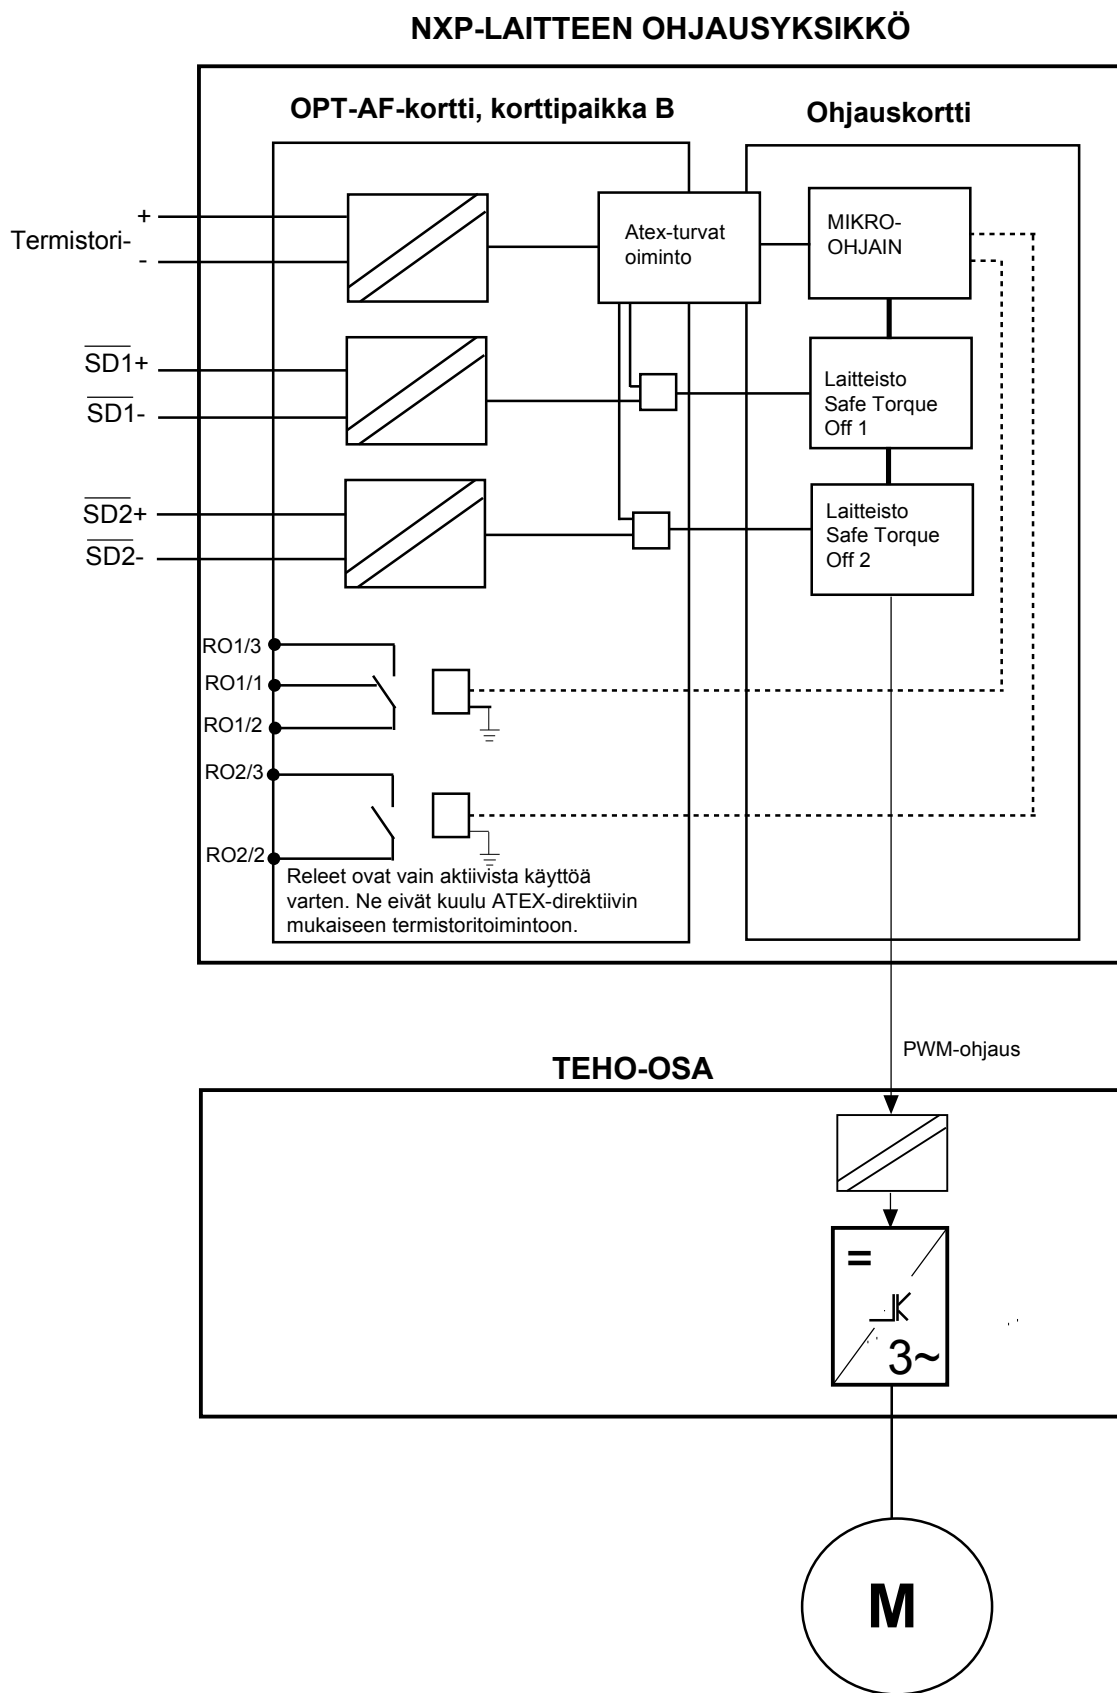 NXP-LAITTEEN OHJAUSYKSIKKÖ
OPT-AF-kortti, korttipaikka B
Ohjauskortti
+
Termistori-
-
Atex-turvat
oiminto
MIKRO-
OHJAIN
SD1+
SD1-
Laitteisto
Safe Torque
Off 1
SD2+
SD2-
Laitteisto
Safe Torque
Off 2
RO1/3
RO1/1
RO1/2
RO2/3
RO2/2
Releet ovat vain aktiivista käyttöä
varten. Ne eivät kuulu ATEX-direktiivin
mukaiseen termistoritoimintoon.
PWM-ohjaus
TEHO-OSA
=
3~
M